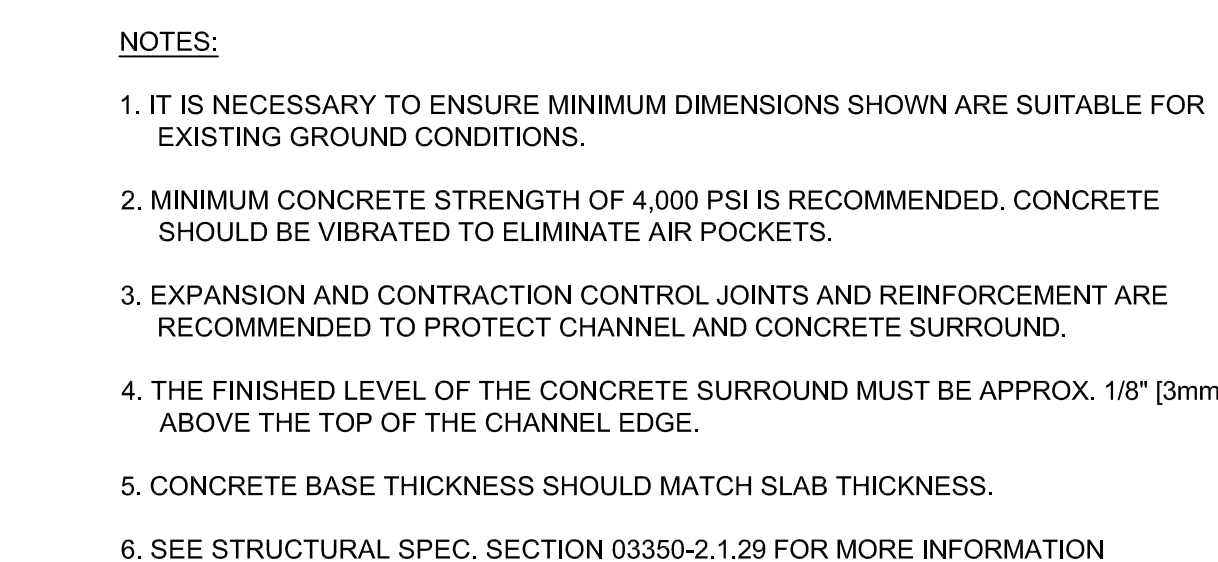 NOTES:
1. IT IS NECESSARY TO ENSURE MINIMUM DIMENSIONS SHOWN ARE SUITABLE FOR
EXISTING GROUND CONDITIONS.
2. MINIMUM CONCRETE STRENGTH OF 4,000 PSI IS RECOMMENDED. CONCRETE
SHOULD BE VIBRATED TO ELIMINATE AIR POCKETS.
3. EXPANSION AND CONTRACTION CONTROL JOINTS AND REINFORCEMENT ARE
RECOMMENDED TO PROTECT CHANNEL AND CONCRETE SURROUND.
4. THE FINISHED LEVEL OF THE CONCRETE SURROUND MUST BE APPROX. 1/8" [3mm
ABOVE THE TOP OF THE CHANNEL EDGE.
5. CONCRETE BASE THICKNESS SHOULD MATCH SLAB THICKNESS.
6. SEE STRUCTURAL SPEC. SECTION 03350-2.1.29 FOR MORE INFORMATION